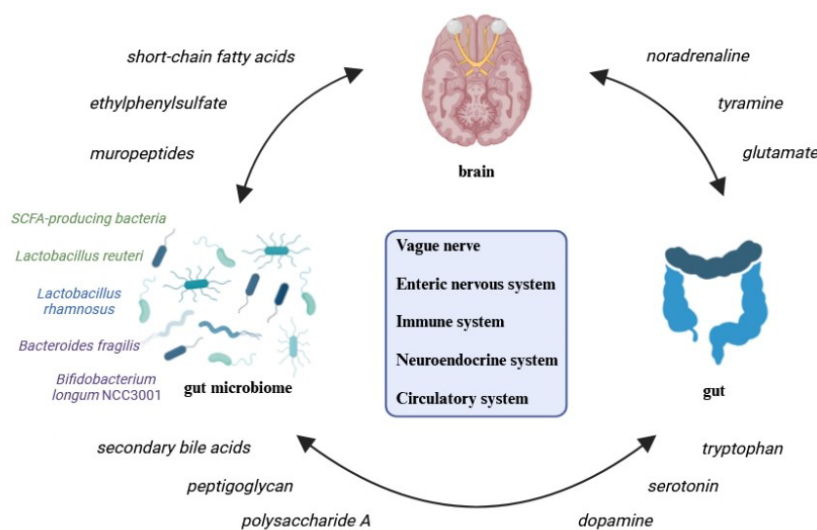 short-chain fatty acids
ethylphenylsulfate
muropeptides
brain
noradrenaline
tyramine
glutamate
SCFA-producing bacteria
Lactobacillus reuteri
Lactobacillus
rhamnosus
Bacteroides fragilis
Bifidobacterium
longum NCC3001
gut microbiome
Vague nerve
Enteric nervous system
Immune system
Neuroendocrine system
Circulatory system
gut
secondary bile acids
peptigoglycan
polysaccharide A
tryptophan
serotonin
dopamine